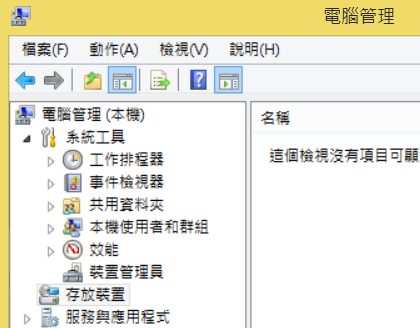 電腦管理
檔案(F) 動作(A) 檢視(V) 說明(H)
電腦管理 (本機)
系統工具
工作排程器
事件檢視器
共用資料夾
本機使用者和群組
效能
裝置管理員
存放裝置
服務與應用程式
名稱
這個檢視沒有項目可顯